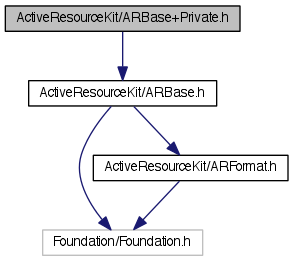 ActiveResourceKit/ARBase+Private.h
ActiveResourceKit/ARBase.h
ActiveResourceKit/ARFormat.h
Foundation/Foundation.h